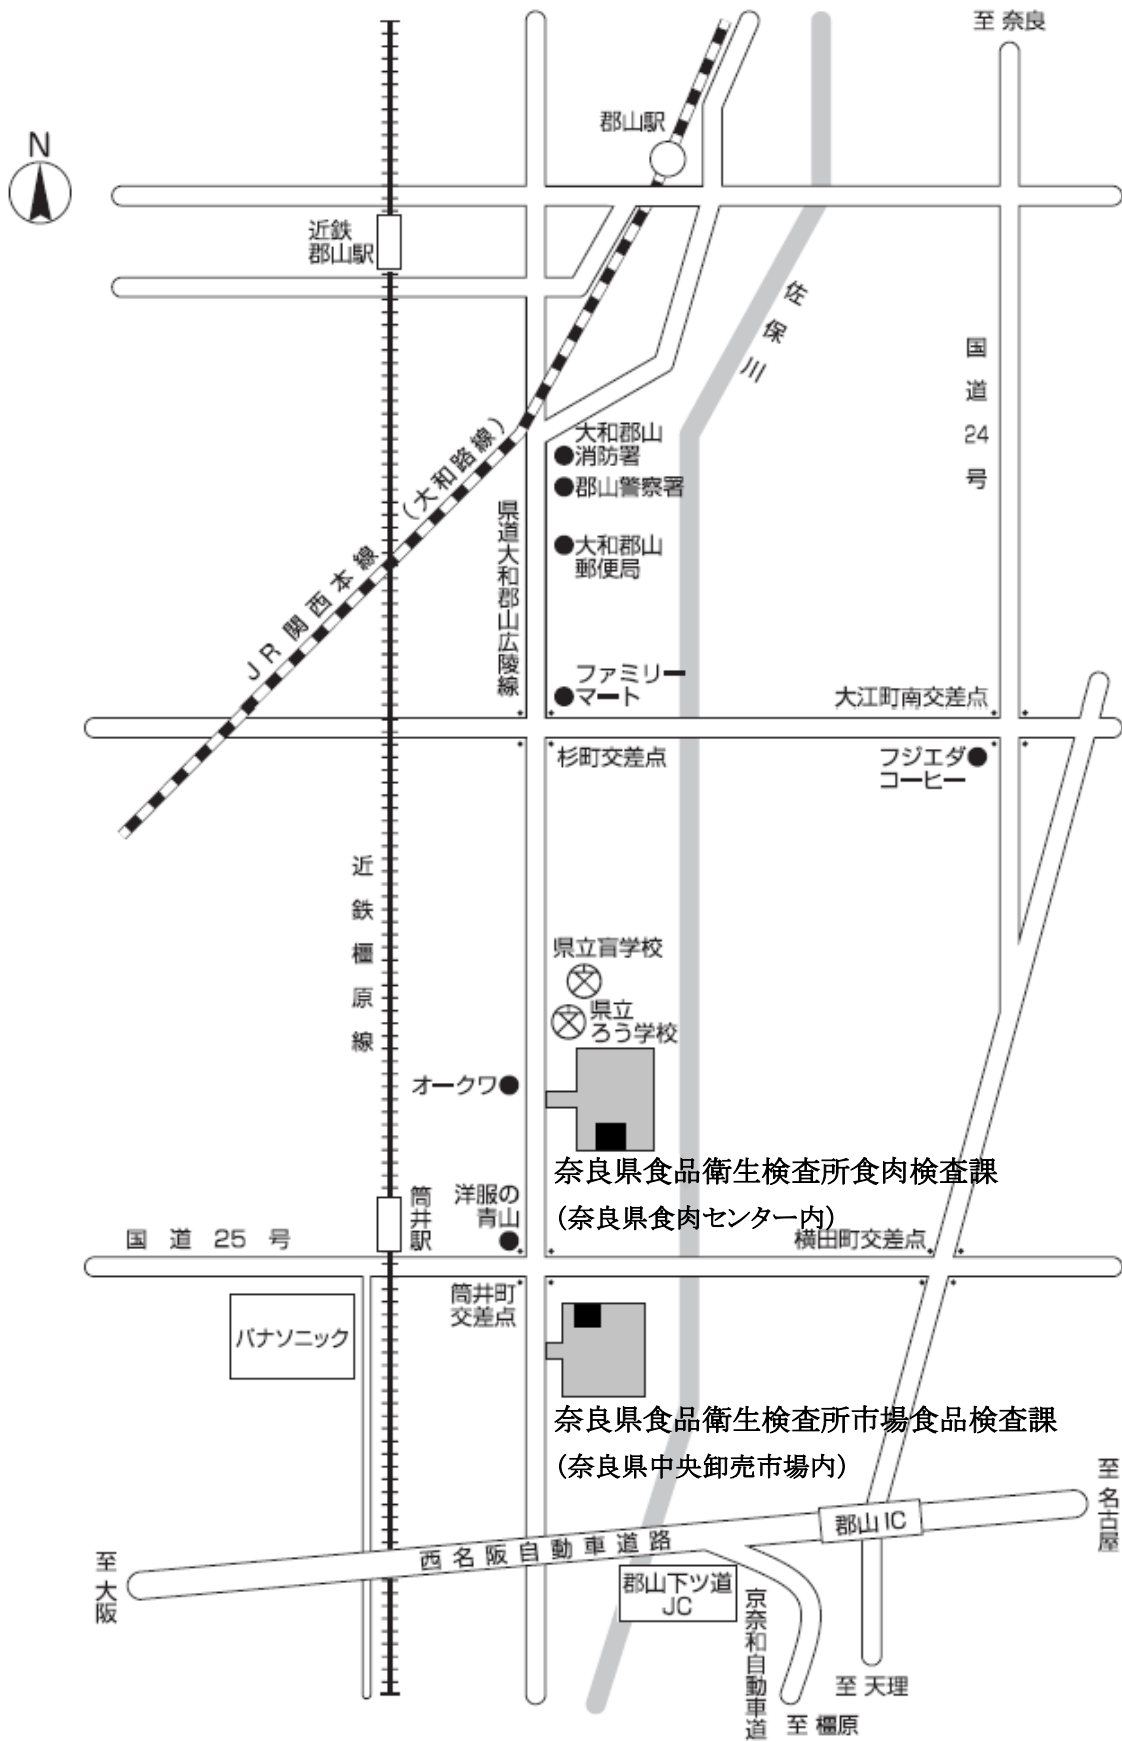 至 奈良
郡山駅
N
近鉄
郡山駅
佐保川
国道24号
大和郡山
消防署
郡山警察署
大和郡山
郵便局
JR関西本線（大和路線）
県道大和郡山広陵線
ファミリー
マート
大江町南交差点
杉町交差点
フジエダ
コーヒー
近鉄橿原線
県立盲学校
県立
ろう学校
オークワ
奈良県食品衛生検査所食肉検査課
（奈良県食肉センター内）
洋服の
青山
筒井駅
国道25号
横田町交差点
筒井町
交差点
パナソニック
奈良県食品衛生検査所市場食品検査課
（奈良県中央卸売市場内）
至名古屋
郡山IC
西名阪自動車道路
至大阪
郡山下ツ道
JC
京奈和自動車道
至 天理
至 橿原